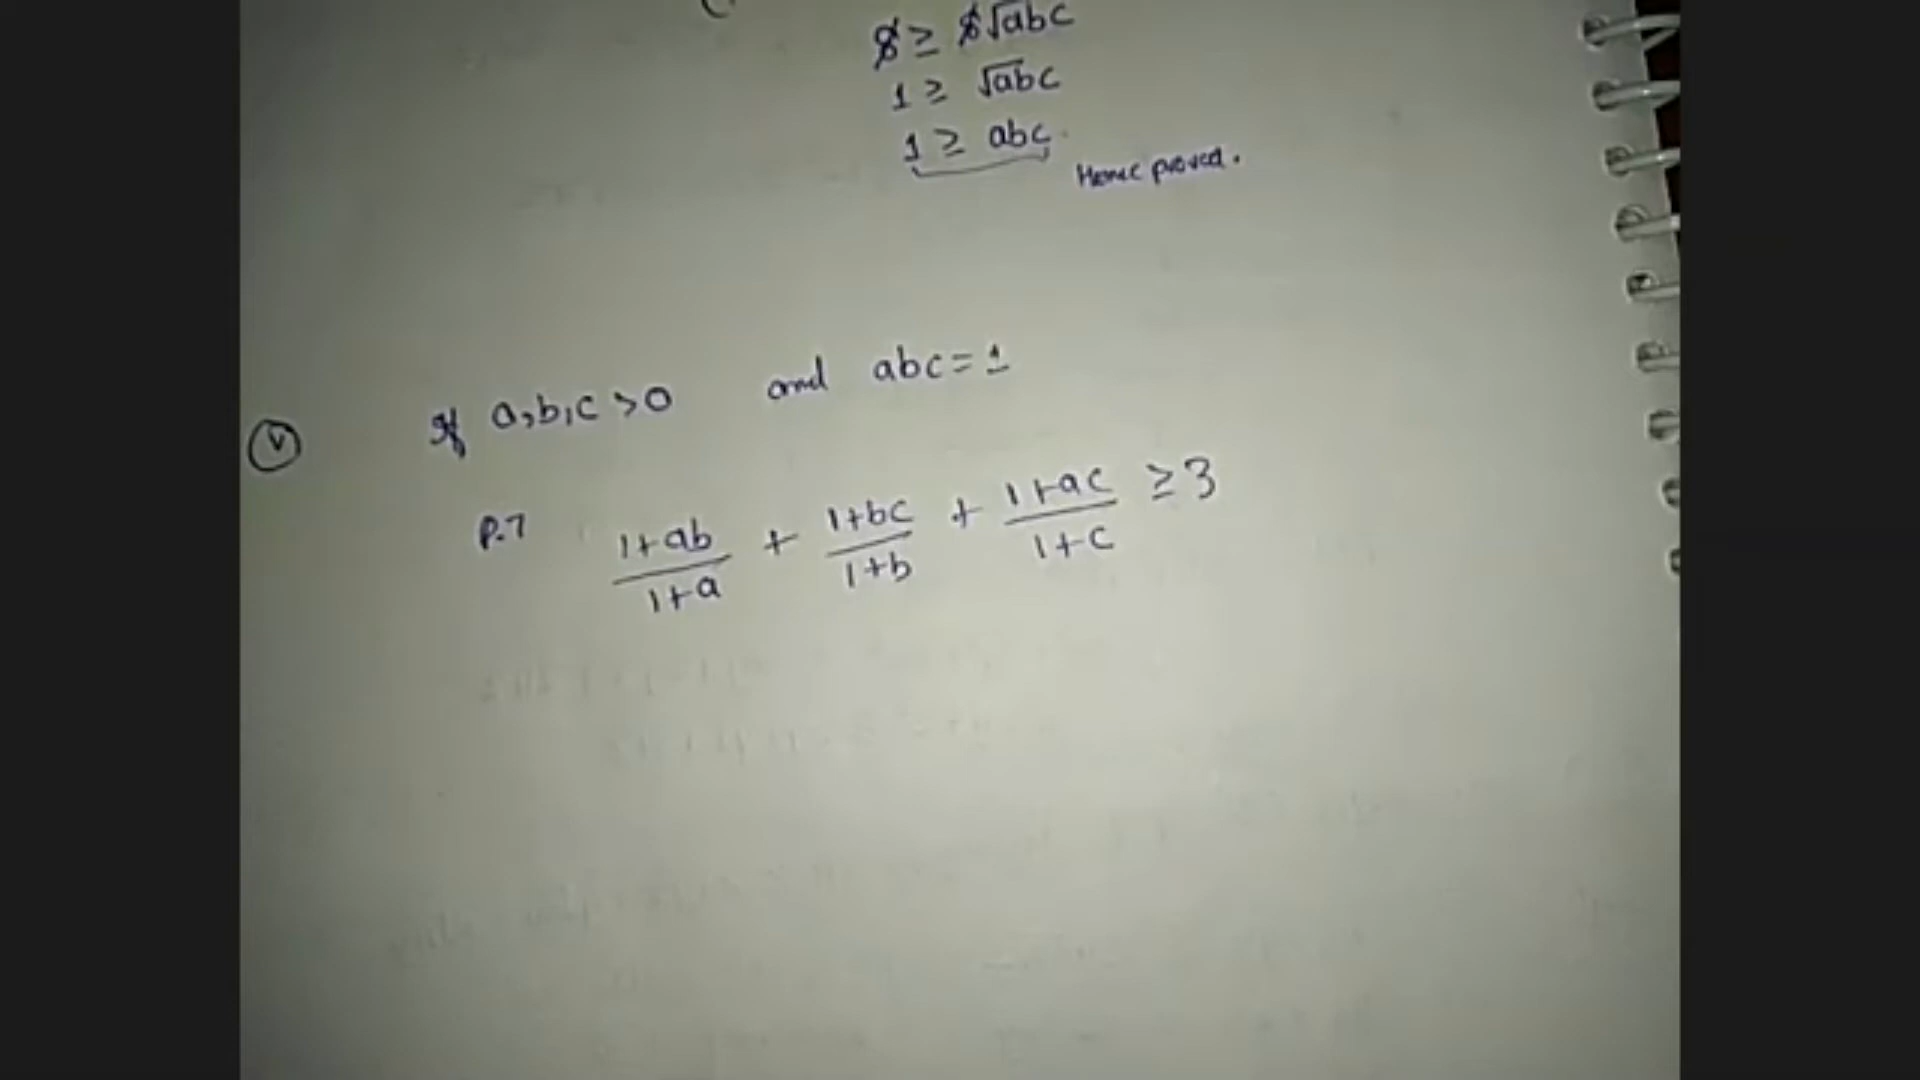 8 ≥ 8√abc
1 ≥ √abc
1 ≥ abc.
Hence proved.
(v) If a,b,c >0 and abc = 1
P.T (1+ab)/(1+a) + (1+bc)/(1+b) + (1+ac)/(1+c) ≥ 3